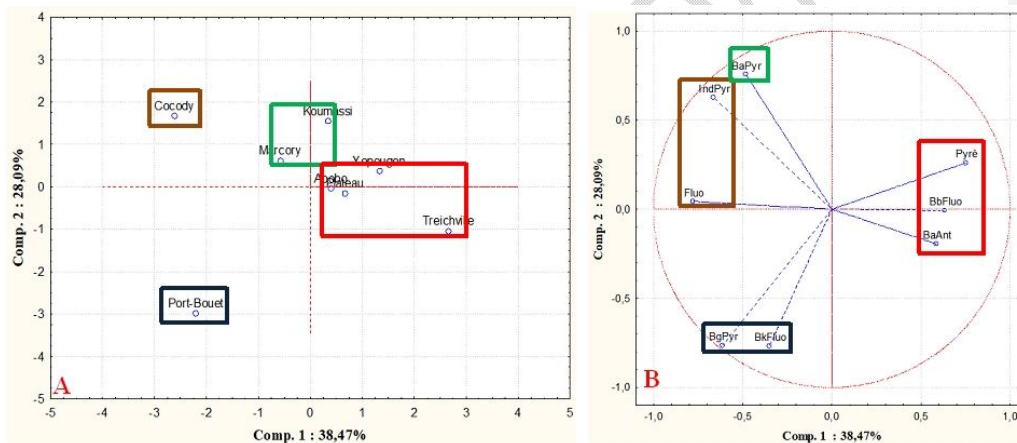 4
3
2
1
0
-1
-2
-3
-4
-5
Cocody
Koumassi
Marcory
Yopougon
Abobo
Plateau
Treichville
Port-Bouet
A
-5 -4 -3 -2 -1 0 1 2 3 4 5
Comp. 1 : 38,47%
Comp. 2 : 28,09%
1,0
0,5
0,0
-0,5
-1,0
BaPyr
IndPyr
Pyrè
Fluo
BbFluo
BaAnt
BgPyr
BkFluo
B
-1,0 -0,5 0,0 0,5 1,0
Comp. 1 : 38,47%
Comp. 2 : 28,09%